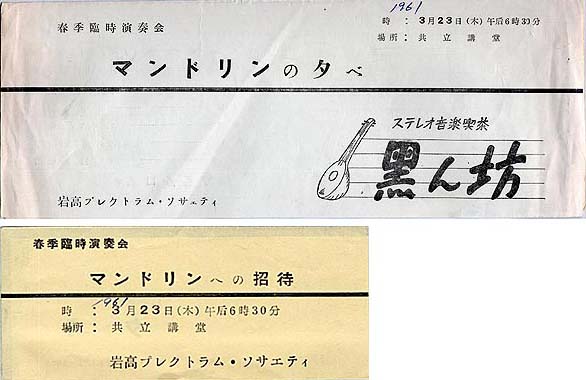 1961
春季臨時演奏会
時：3月23日(木)午后6時30分
場所：共立講堂
マンドリンの夕べ
ステレオ音楽喫茶
黒ん坊
岩高プレクトラム・ソサエティ
春季臨時演奏会
マンドリンへの招待
1961
時：3月23日(木)午后6時30分
場所：共立講堂
岩高プレクトラム・ソサエティ